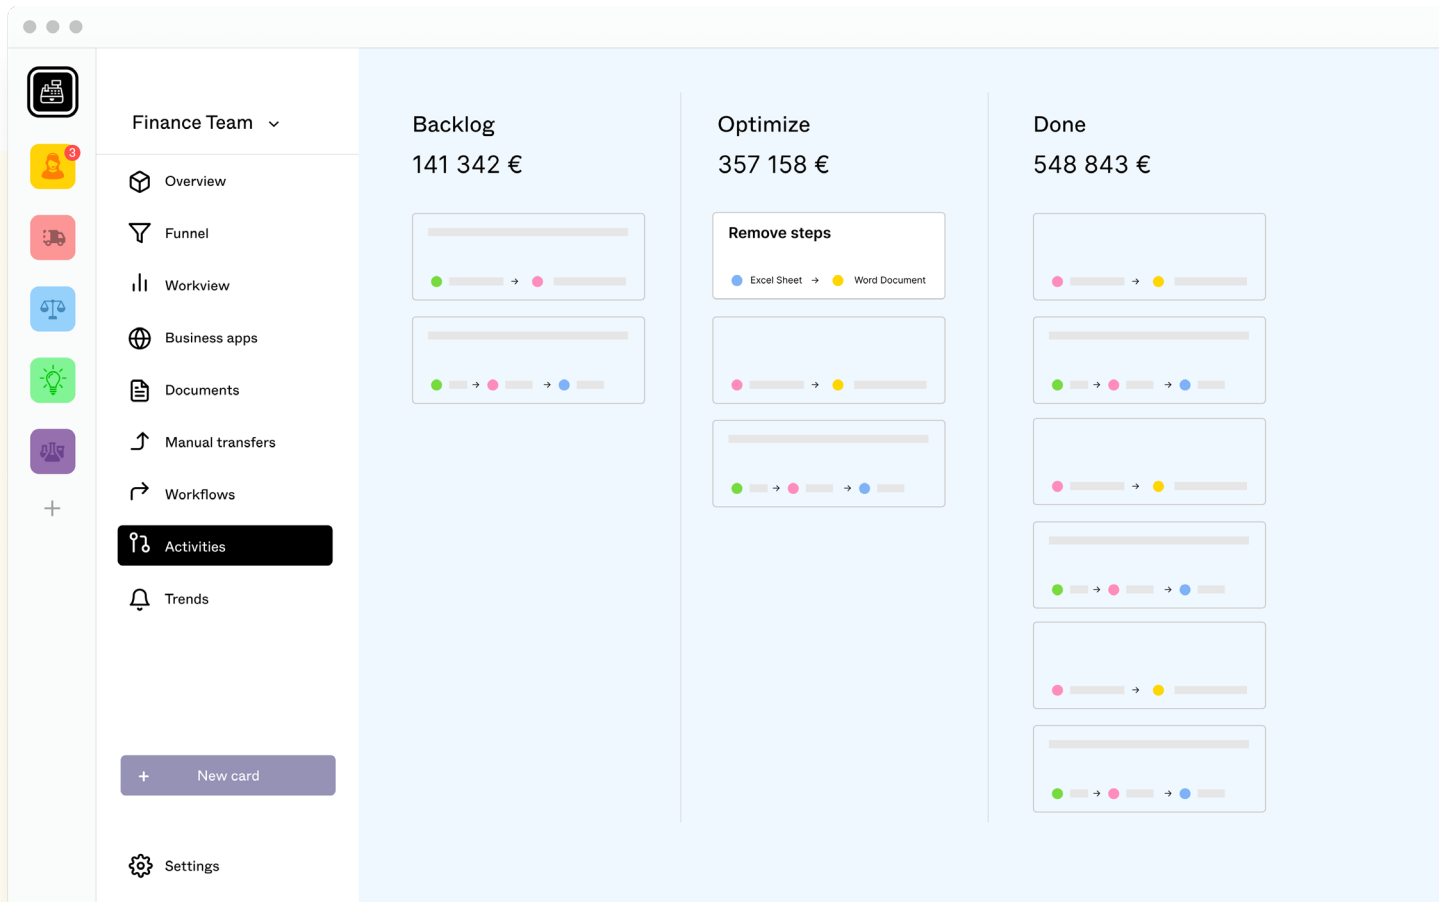 3
Finance Team
Overview
Funnel
Workview
Business apps
Documents
Manual transfers
Workflows
Activities
Trends
+ New card
Settings
Backlog
141 342 €
Optimize
357 158 €
Remove steps
Excel Sheet → Word Document
Done
548 843 €